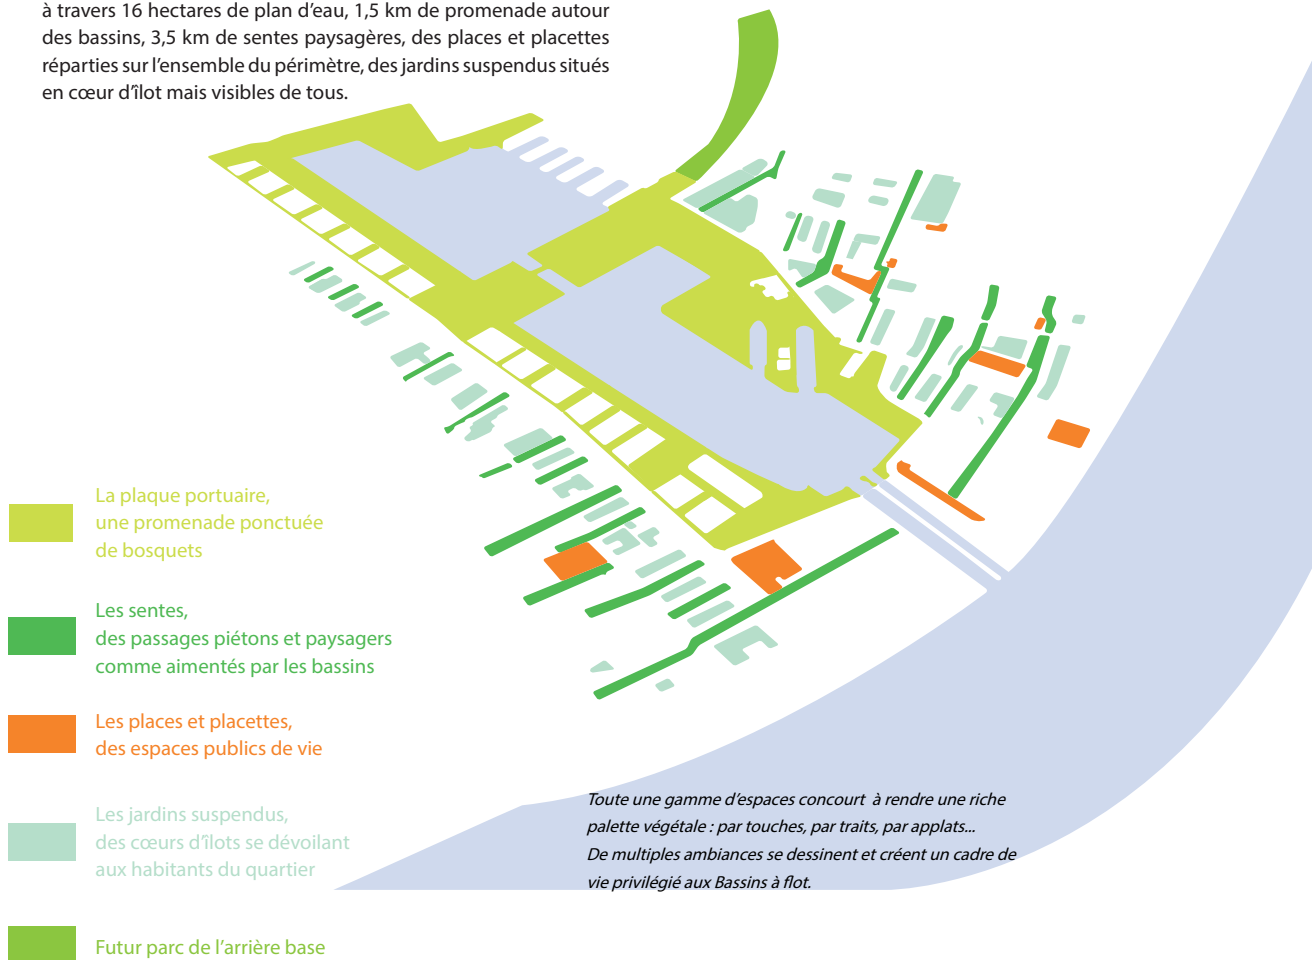 à travers 16 hectares de plan d'eau, 1,5 km de promenade autour
des bassins, 3,5 km de sentes paysagères, des places et placettes
réparties sur l'ensemble du périmètre, des jardins suspendus situés
en cœur d'îlot mais visibles de tous.
La plaque portuaire,
une promenade ponctuée
de bosquets
Les sentes,
des passages piétons et paysagers
comme aimentés par les bassins
Les places et placettes,
des espaces publics de vie
Les jardins suspendus,
des cœurs d'îlots se dévoilant
aux habitants du quartier
Futur parc de l'arrière base
Toute une gamme d'espaces concourt à rendre une riche
palette végétale : par touches, par traits, par applats...
De multiples ambiances se dessinent et créent un cadre de
vie privilégié aux Bassins à flot.